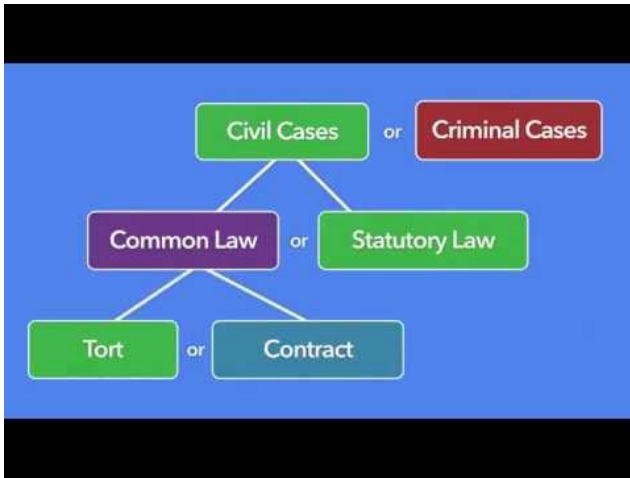 Civil Cases or Criminal Cases
Common Law or Statutory Law
Tort or Contract